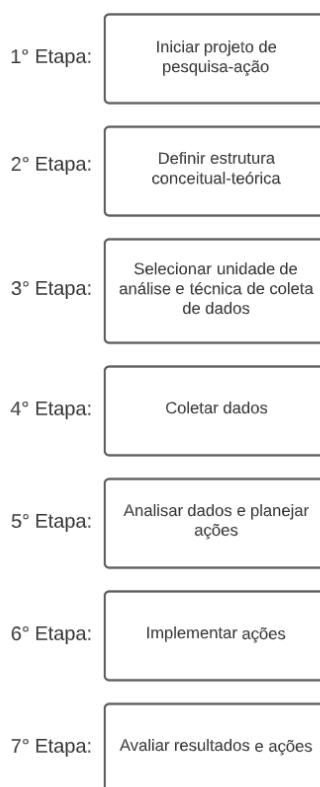 1° Etapa:
Iniciar projeto de
pesquisa-ação
2° Etapa:
Definir estrutura
conceitual-teórica
3° Etapa:
Selecionar unidade de
análise e técnica de coleta
de dados
4° Etapa:
Coletar dados
5° Etapa:
Analisar dados e planejar
ações
6° Etapa:
Implementar ações
7° Etapa:
Avaliar resultados e ações